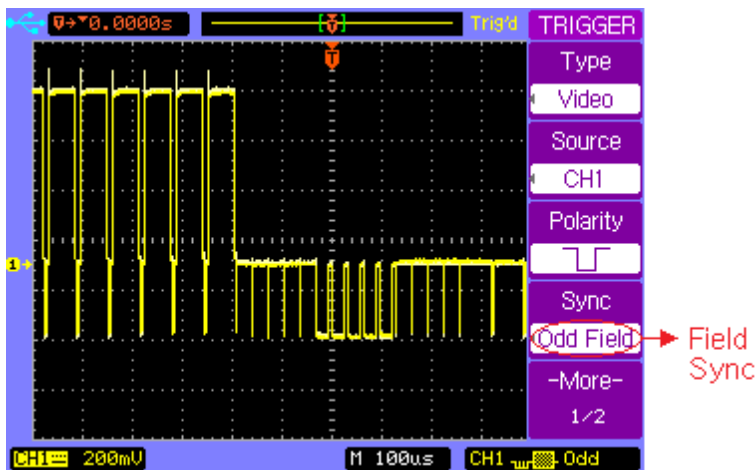 0.0000s
T
Trig'd
TRIGGER
Type
Video
Source
CH1
Polarity
Sync
Odd Field
-More-
1/2
T
1
Field
Sync
CH1 200mV
M 100us
CH1 Odd